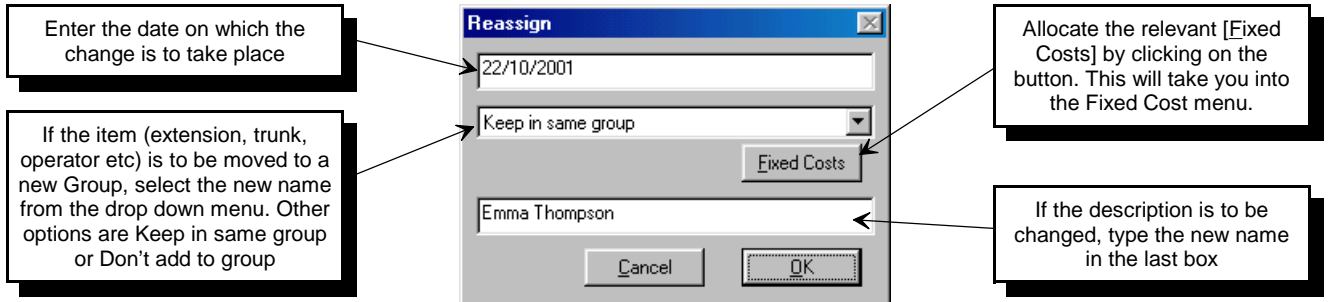 Enter the date on which the
change is to take place
If the item (extension, trunk,
operator etc) is to be moved to a
new Group, select the new name
from the drop down menu. Other
options are Keep in same group
or Don't add to group
Reassign
22/10/2001
Keep in same group
Fixed Costs
Emma Thompson
Cancel
OK
Allocate the relevant [Fixed
Costs] by clicking on the
button. This will take you into
the Fixed Cost menu.
If the description is to be
changed, type the new name
in the last box